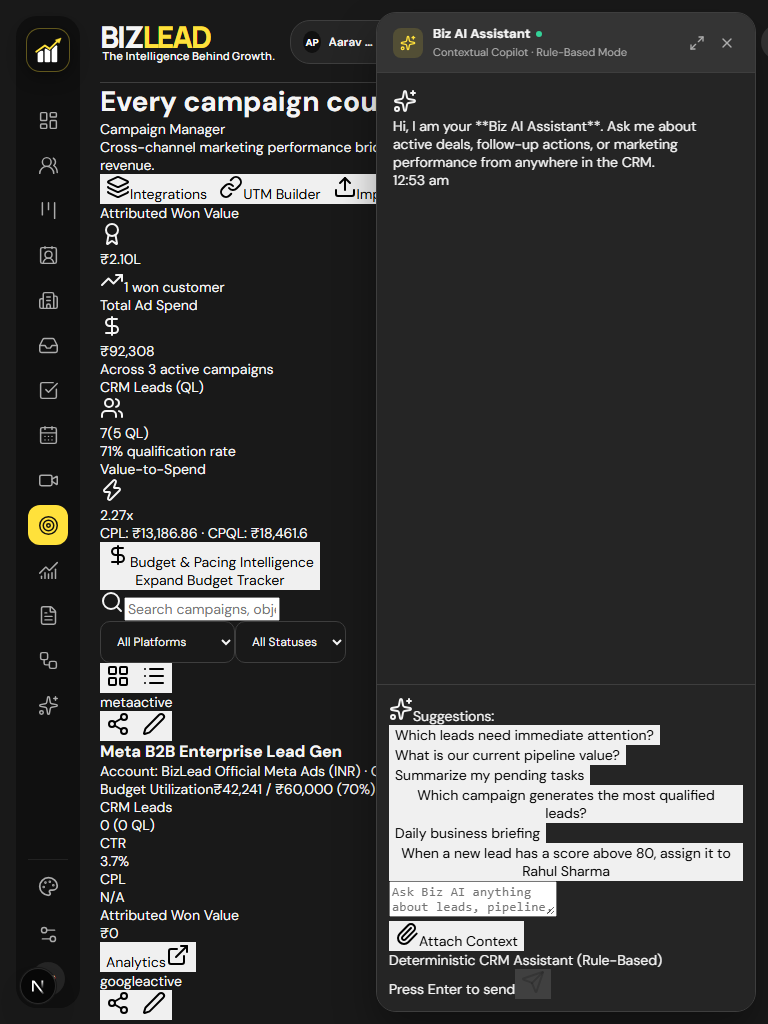 BIZLEAD
The Intelligence Behind Growth.
AP Aarav ...
Every campaign cou
Campaign Manager
Cross-channel marketing performance bri
revenue.
Integrations UTM Builder Imp
Attributed Won Value
₹2.10L
1 won customer
Total Ad Spend
₹92,308
Across 3 active campaigns
CRM Leads (QL)
7(5 QL)
71% qualification rate
Value-to-Spend
2.27x
CPL: ₹13,186.86 · CPQL: ₹18,461.6
Budget & Pacing Intelligence
Expand Budget Tracker
Search campaigns, obj
All Platforms All Statuses
metaactive
Meta B2B Enterprise Lead Gen
Account: BizLead Official Meta Ads (INR) ·
Budget Utilization₹42,241 / ₹60,000 (70%)
CRM Leads
0 (0 QL)
CTR
3.7%
CPL
N/A
Attributed Won Value
₹0
Analytics
googleactive
N
Biz AI Assistant
Contextual Copilot · Rule-Based Mode
Hi, I am your **Biz AI Assistant**. Ask me about
active deals, follow-up actions, or marketing
performance from anywhere in the CRM.
12:53 am
Suggestions:
Which leads need immediate attention?
What is our current pipeline value?
Summarize my pending tasks
Which campaign generates the most qualified
leads?
Daily business briefing
When a new lead has a score above 80, assign it to
Rahul Sharma
Ask Biz AI anything
about leads, pipeline,
Attach Context
Deterministic CRM Assistant (Rule-Based)
Press Enter to send